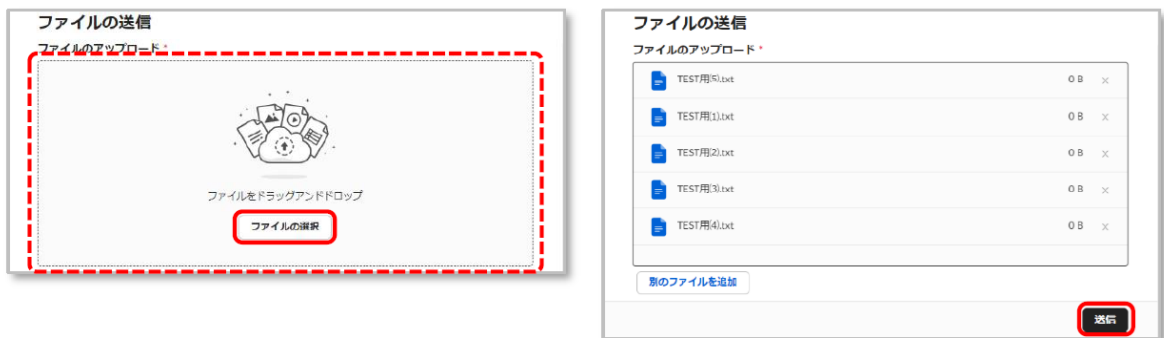 ファイルの送信
ファイルのアップロード *
ファイルをドラッグアンドドロップ
ファイルの選択
ファイルの送信
ファイルのアップロード *
TEST用(5).txt 0 B ×
TEST用(1).txt 0 B ×
TEST用(2).txt 0 B ×
TEST用(3).txt 0 B ×
TEST用(4).txt 0 B ×
別のファイルを追加
送信